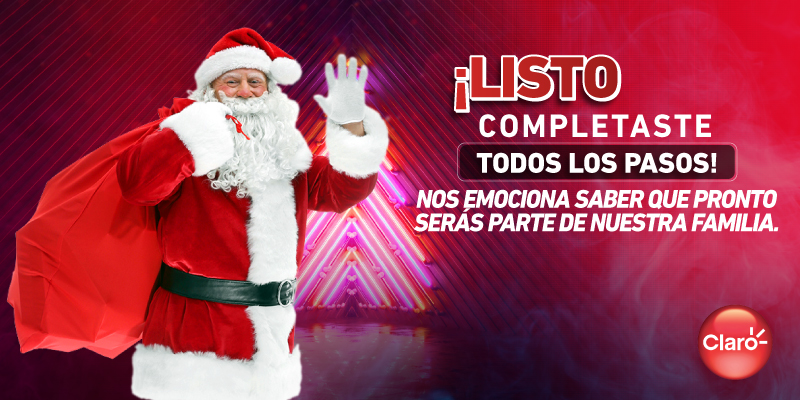 ¡LISTO
COMPLETASTE
TODOS LOS PASOS!
NOS EMOCIONA SABER QUE PRONTO
SERÁS PARTE DE NUESTRA FAMILIA.
Claro